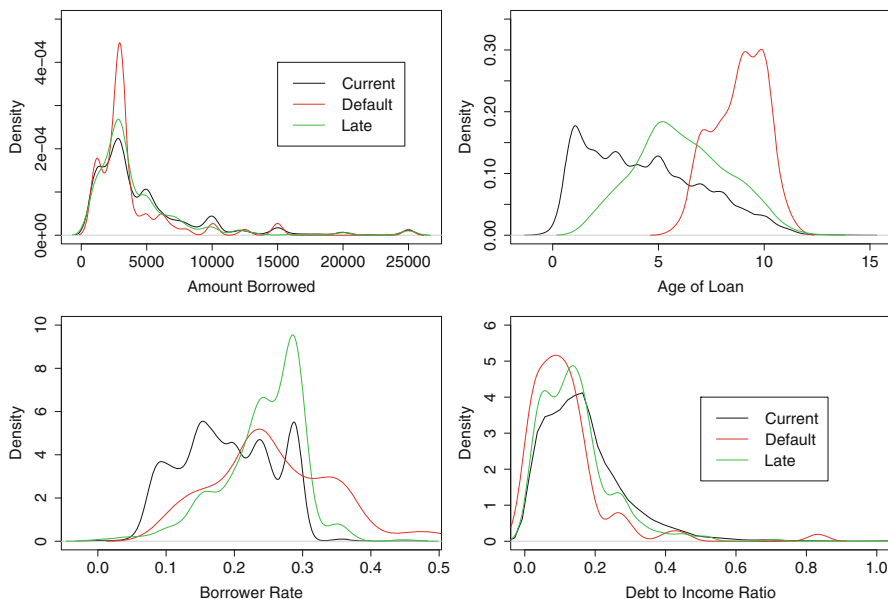 Density
0e+00 2e-04 4e-04
Current
Default
Late
0 5000 10000 15000 20000 25000
Amount Borrowed
Density
0.00 0.10 0.20 0.30
0 5 10 15
Age of Loan
Density
0 2 4 6 8 10
0.0 0.1 0.2 0.3 0.4 0.5
Borrower Rate
Density
0 1 2 3 4 5 6
Current
Default
Late
0.0 0.2 0.4 0.6 0.8 1.0
Debt to Income Ratio